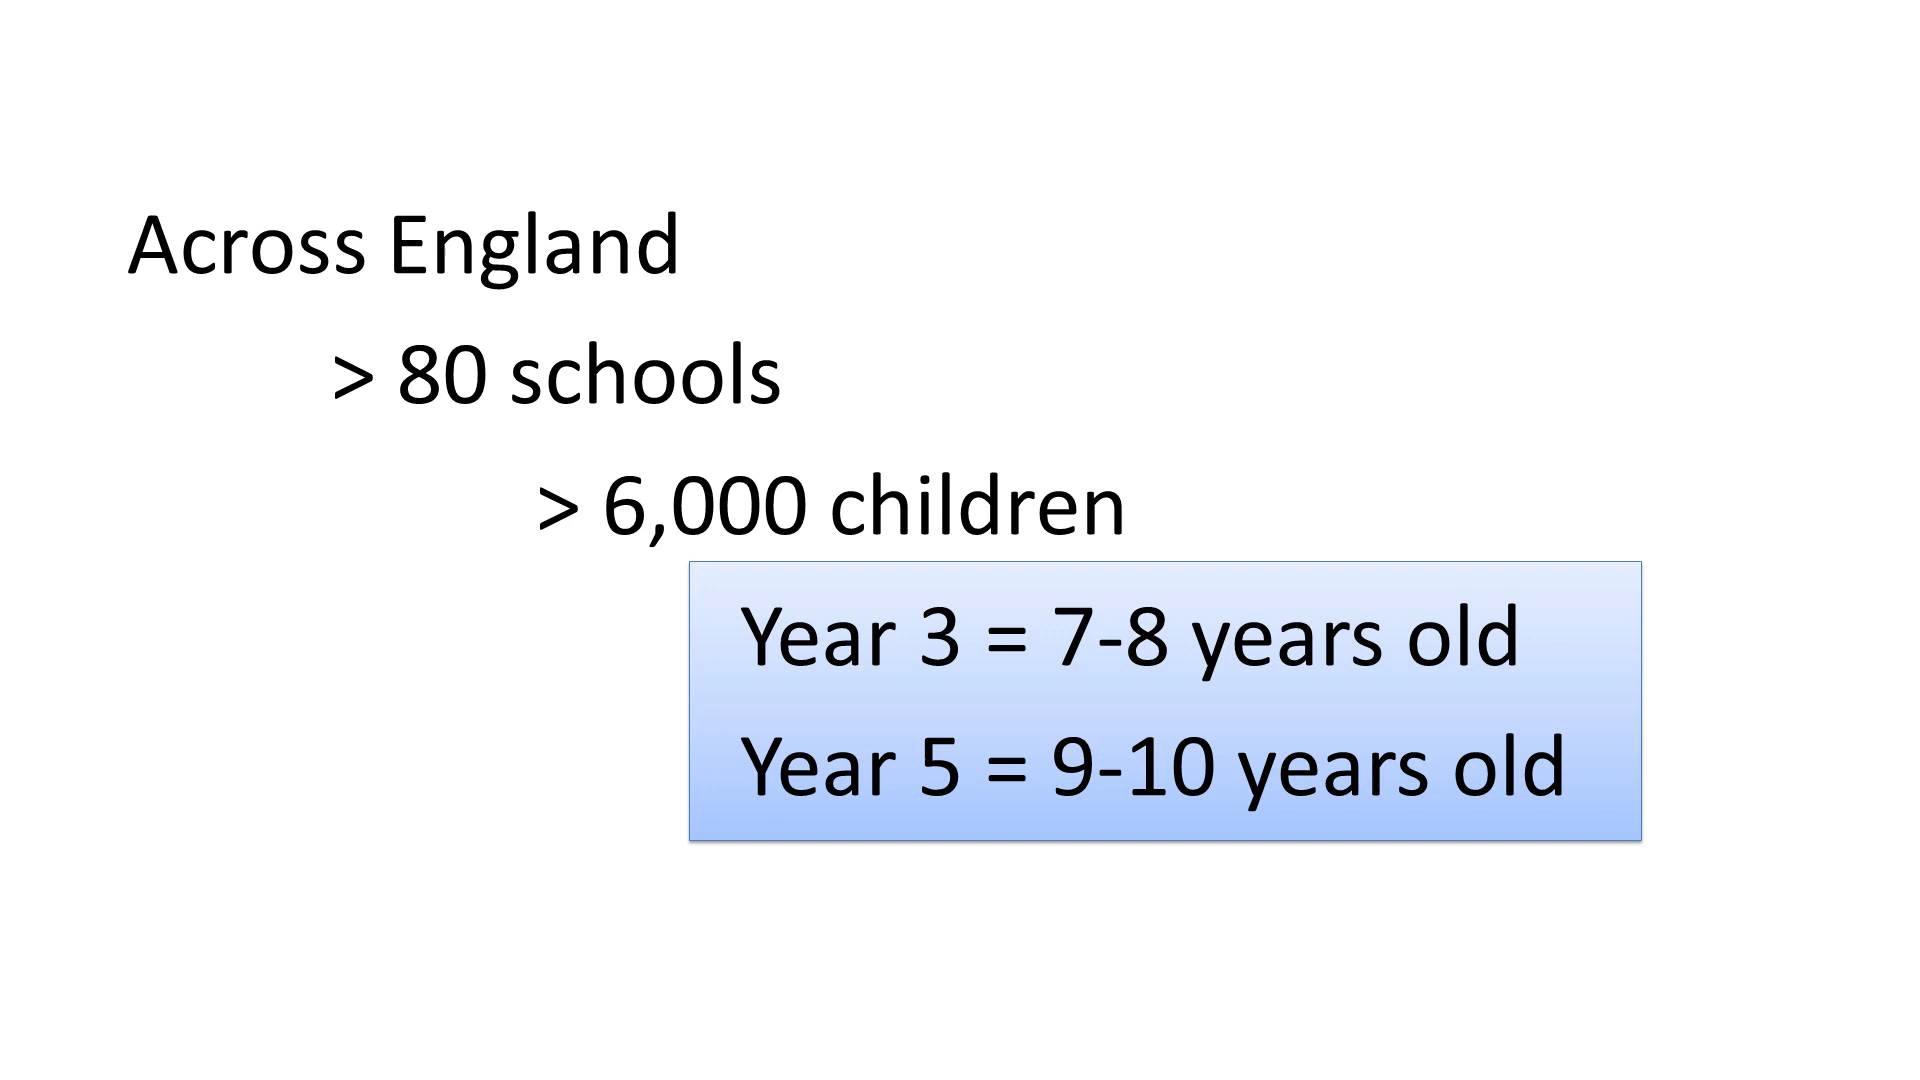 Across England
> 80 schools
> 6,000 children
Year 3 = 7-8 years old
Year 5 = 9-10 years old